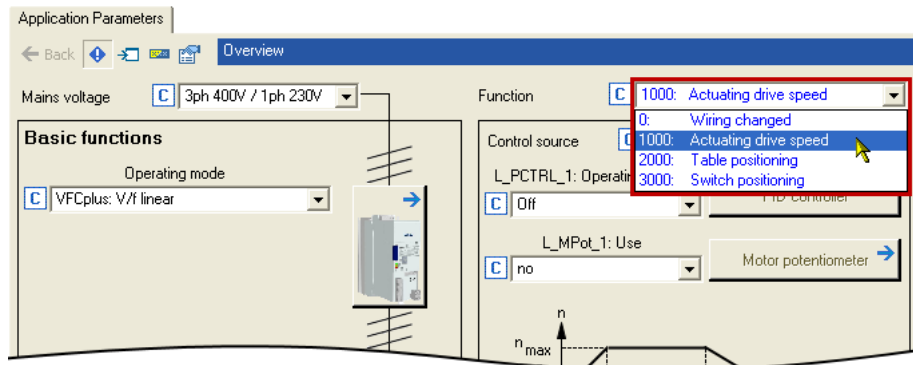 Application Parameters
Back
Overview
Mains voltage
C
3ph 400V / 1ph 230V
Function
C
1000: Actuating drive speed
0: Wiring changed
1000: Actuating drive speed
2000: Table positioning
3000: Switch positioning
Basic functions
Operating mode
C
VFCplus: V/f linear
Control source
L_PCTRL_1:
C
Off
PID controller
L_MPot_1: Use
C
no
Motor potentiometer
n
n max